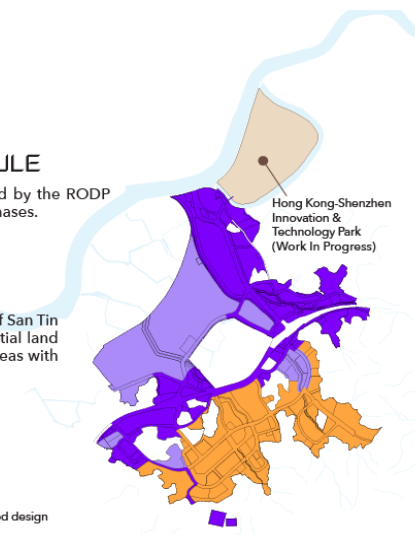 ULE
d by the RODP
hases.
Hong Kong-Shenzhen
Innovation &
Technology Park
(Work In Progress)
f San Tin
tial land
eas with
ed design